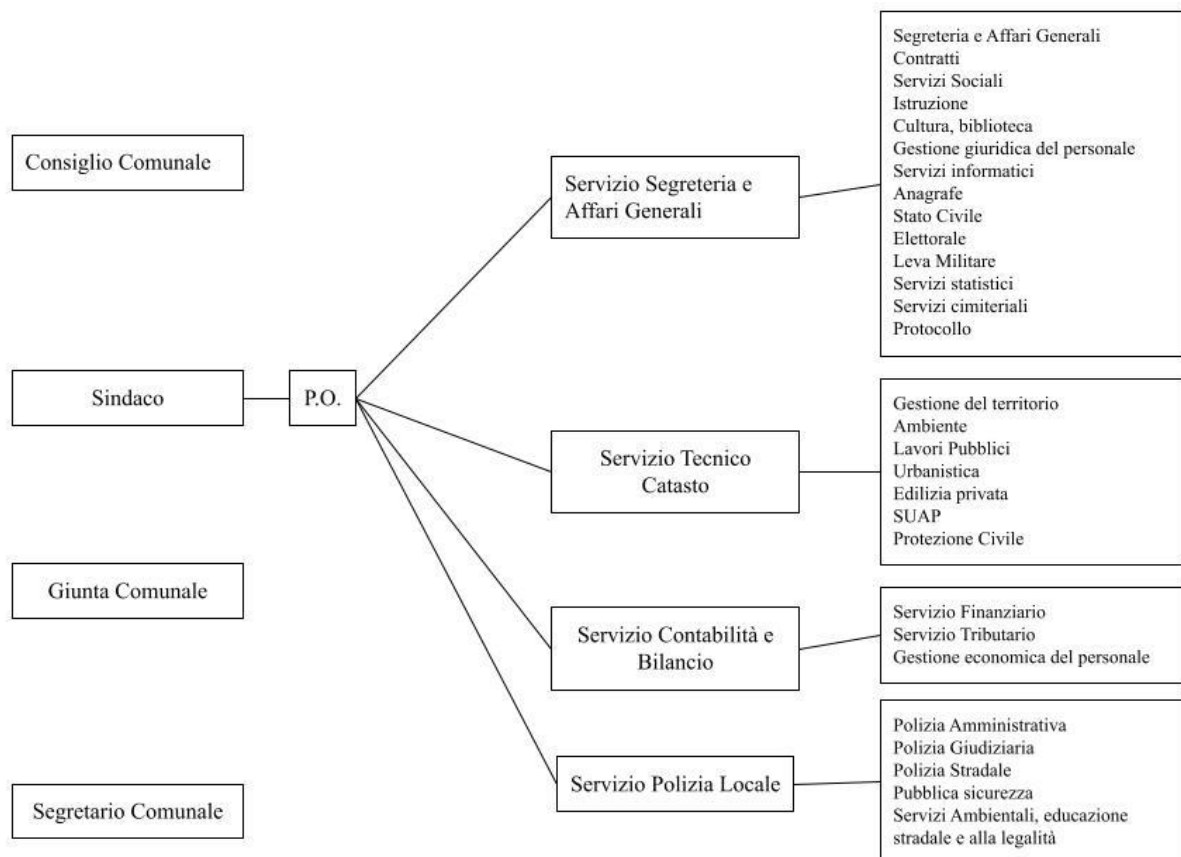 Consiglio Comunale
Sindaco
Giunta Comunale
Segretario Comunale
P.O.
Servizio Segreteria e
Affari Generali
Servizio Tecnico
Catasto
Servizio Contabilità e
Bilancio
Servizio Polizia Locale
Segreteria e Affari Generali
Contratti
Servizi Sociali
Istruzione
Cultura, biblioteca
Gestione giuridica del personale
Servizi informatici
Anagrafe
Stato Civile
Elettorale
Leva Militare
Servizi statistici
Servizi cimiteriali
Protocollo
Gestione del territorio
Ambiente
Lavori Pubblici
Urbanistica
Edilizia privata
SUAP
Protezione Civile
Servizio Finanziario
Servizio Tributario
Gestione economica del personale
Polizia Amministrativa
Polizia Giudiziaria
Polizia Stradale
Pubblica sicurezza
Servizi Ambientali, educazione
stradale e alla legalità